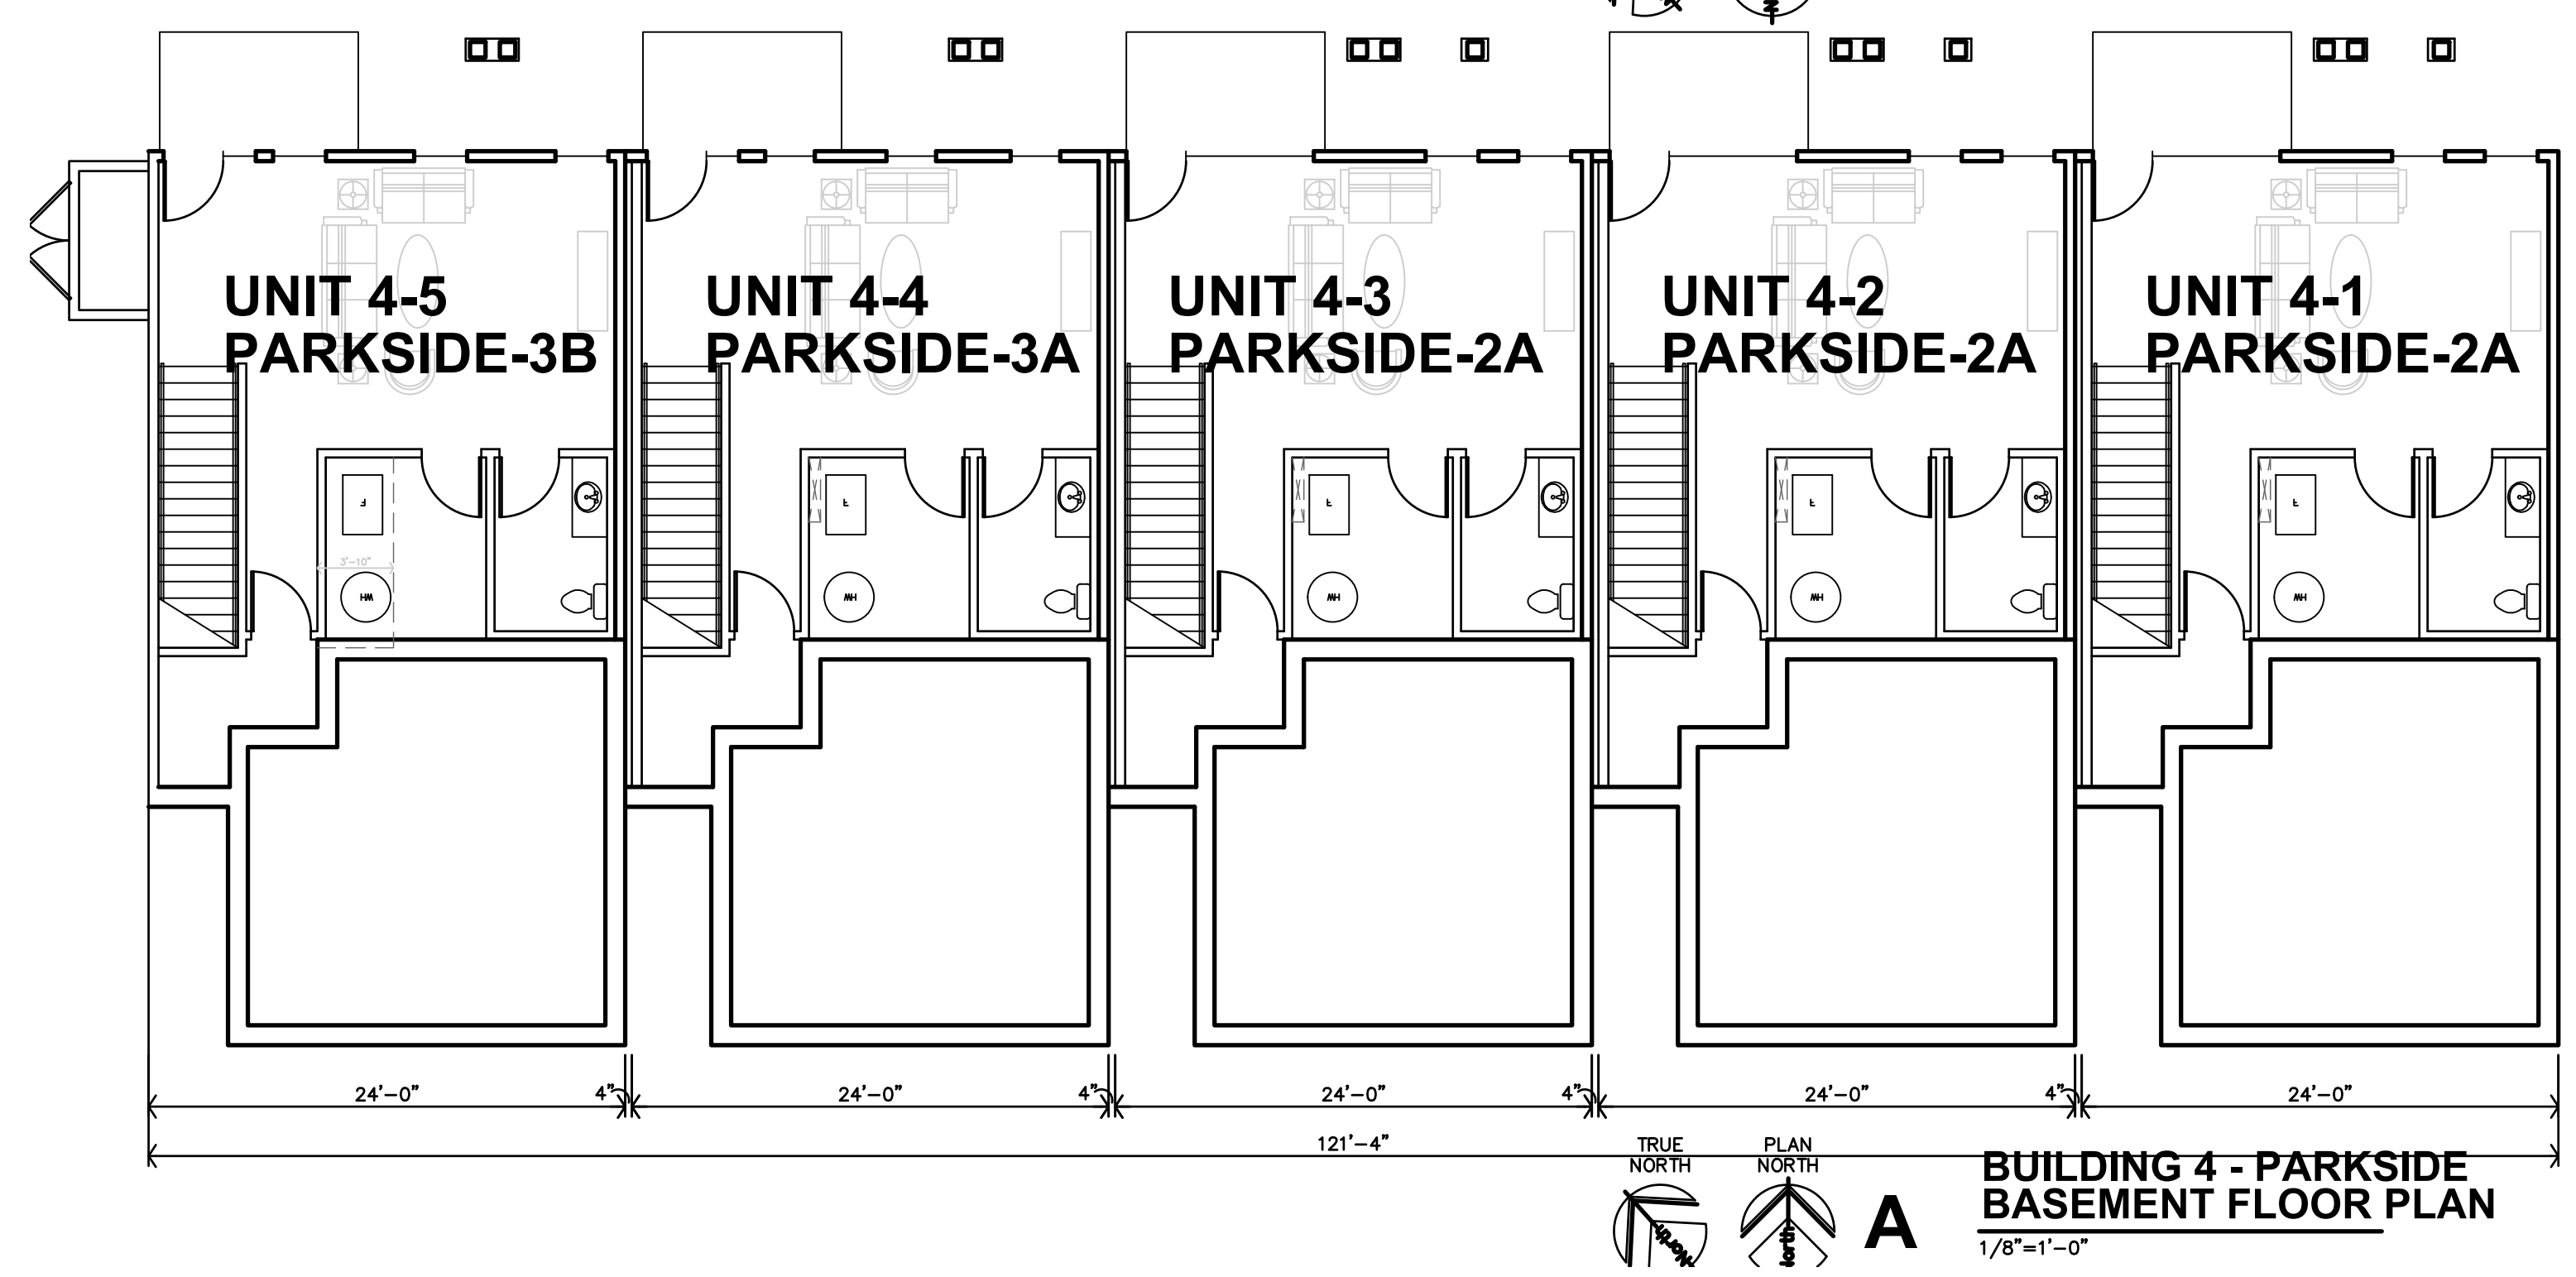 UNIT 4-5
PARKSIDE-3B
UNIT 4-4
PARKSIDE-3A
UNIT 4-3
PARKSIDE-2A
UNIT 4-2
PARKSIDE-2A
UNIT 4-1
PARKSIDE-2A
F
F
F
F
F
3'-10"
WH
WH
WH
WH
WH
24'-0"
4"
24'-0"
4"
24'-0"
4"
24'-0"
4"
24'-0"
121'-4"
TRUE
NORTH
PLAN
NORTH
North
North
A
BUILDING 4 - PARKSIDE
BASEMENT FLOOR PLAN
1/8"=1'-0"